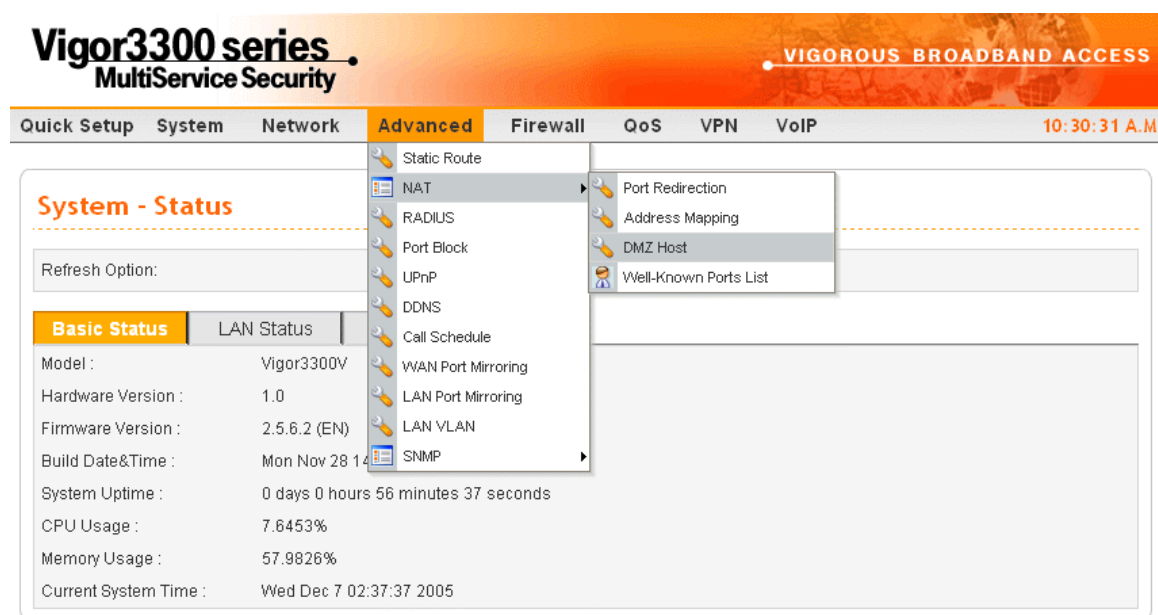 Vigor3300 series
MultiService Security
VIGOROUS BROADBAND ACCESS
Quick Setup System Network Advanced Firewall QoS VPN VoIP 10:30:31 A.M
Static Route
NAT
RADIUS
Port Block
UPnP
DDNS
Call Schedule
WAN Port Mirroring
LAN Port Mirroring
LAN VLAN
SNMP
Port Redirection
Address Mapping
DMZ Host
Well-Known Ports List
System - Status
Refresh Option:
Basic Status LAN Status
Model : Vigor3300V
Hardware Version : 1.0
Firmware Version : 2.5.6.2 (EN)
Build Date&Time : Mon Nov 28 14
System Uptime : 0 days 0 hours 56 minutes 37 seconds
CPU Usage : 7.6453%
Memory Usage : 57.9826%
Current System Time : Wed Dec 7 02:37:37 2005